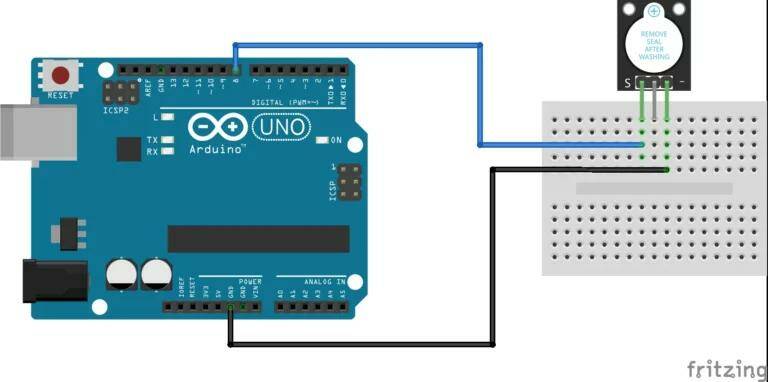 REMOVE
SEAL
AFTER
WASHING
S
-
RESET
ICSP2
AREF
GND
13
12
~11
~10
~9
8
7
~6
~5
4
~3
2
TX0▶1
RX0◀0
DIGITAL (PWM=~)
L
TX
RX
UNO
Arduino™
ON
ICSP
1
IOREF
RESET
3V3
5V
GND
GND
VIN
POWER
A0
A1
A2
A3
A4
A5
ANALOG IN
fritzing